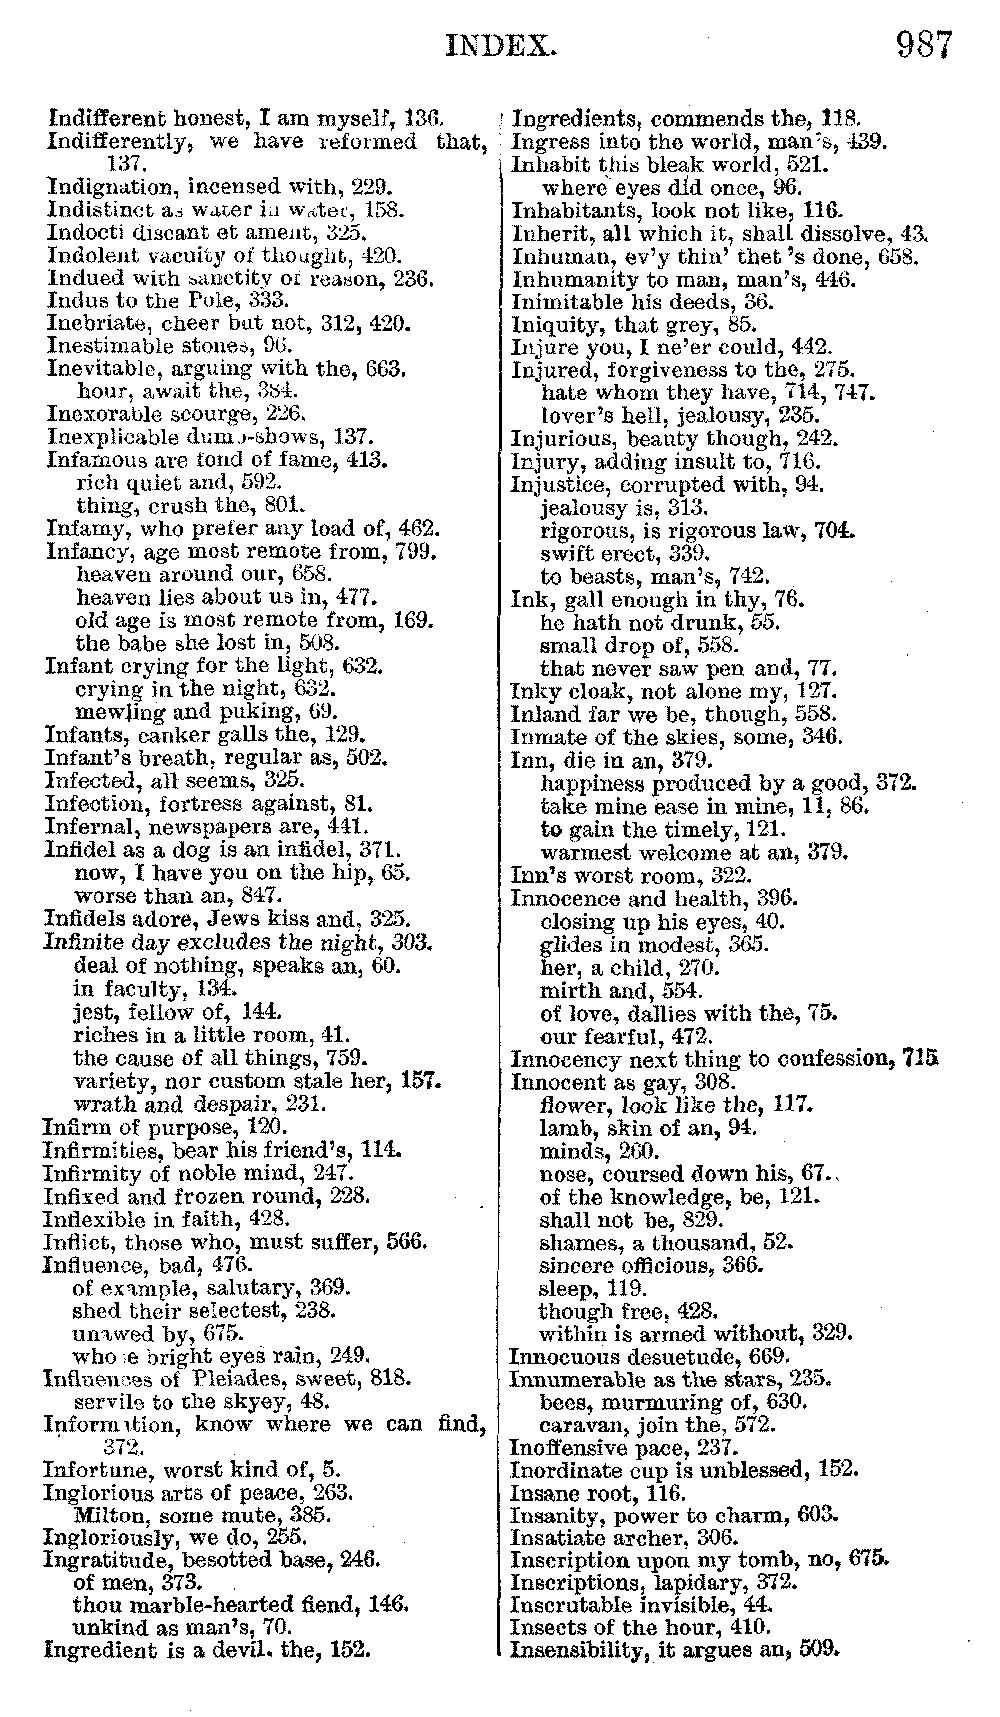 INDEX.
987
Indifferent honest, I am myself, 136.
Indifferently, we have reformed that,
137.
Indignation, incensed with, 229.
Indistinct as water in water, 158.
Indocti discant et ament, 325.
Indolent vacuity of thought, 420.
Indued with sanctity of reason, 236.
Indus to the Pole, 333.
Inebriate, cheer but not, 312, 420.
Inestimable stones, 96.
Inevitable, arguing with the, 663.
hour, await the, 384.
Inexorable scourge, 226.
Inexplicable dumb-shows, 137.
Infamous are fond of fame, 413.
rich quiet and, 592.
thing, crush the, 801.
Infamy, who prefer any load of, 462.
Infancy, age most remote from, 799.
heaven around our, 658.
heaven lies about us in, 477.
old age is most remote from, 169.
the babe she lost in, 508.
Infant crying for the light, 632.
crying in the night, 632.
mewling and puking, 69.
Infants, canker galls the, 129.
Infant's breath, regular as, 502.
Infected, all seems, 325.
Infection, fortress against, 81.
Infernal, newspapers are, 441.
Infidel as a dog is an infidel, 371.
now, I have you on the hip, 65.
worse than an, 847.
Infidels adore, Jews kiss and, 325.
Infinite day excludes the night, 303.
deal of nothing, speaks an, 60.
in faculty, 134.
jest, fellow of, 144.
riches in a little room, 41.
the cause of all things, 759.
variety, nor custom stale her, 157.
wrath and despair, 231.
Infirm of purpose, 120.
Infirmities, bear his friend's, 114.
Infirmity of noble mind, 247.
Infixed and frozen round, 228.
Inflexible in faith, 428.
Inflict, those who, must suffer, 566.
Influence, bad, 476.
of example, salutary, 369.
shed their selectest, 238.
unawed by, 675.
whose bright eyes rain, 249.
Influences of Pleiades, sweet, 818.
servile to the skyey, 48.
Information, know where we can find,
372.
Infortune, worst kind of, 5.
Inglorious arts of peace, 263.
Milton, some mute, 385.
Ingloriously, we do, 255.
Ingratitude, besotted base, 246.
of men, 373.
thou marble-hearted fiend, 146.
unkind as man's, 70.
Ingredient is a devil. the, 152.
Ingredients, commends the, 118.
Ingress into the world, man's, 439.
Inhabit this bleak world, 521.
where eyes did once, 96.
Inhabitants, look not like, 116.
Inherit, all which it, shall dissolve, 43.
Inhuman, ev'y thin' thet 's done, 658.
Inhumanity to man, man's, 446.
Inimitable his deeds, 36.
Iniquity, that grey, 85.
Injure you, I ne'er could, 442.
Injured, forgiveness to the, 275.
hate whom they have, 714, 747.
lover's hell, jealousy, 235.
Injurious, beauty though, 242.
Injury, adding insult to, 716.
Injustice, corrupted with, 94.
jealousy is, 313.
rigorous, is rigorous law, 704.
swift erect, 339.
to beasts, man's, 742.
Ink, gall enough in thy, 76.
he hath not drunk, 55.
small drop of, 558.
that never saw pen and, 77.
Inky cloak, not alone my, 127.
Inland far we be, though, 558.
Inmate of the skies, some, 346.
Inn, die in an, 379.
happiness produced by a good, 372.
take mine ease in mine, 11, 86.
to gain the timely, 121.
warmest welcome at an, 379.
Inn's worst room, 322.
Innocence and health, 396.
closing up his eyes, 40.
glides in modest, 365.
her, a child, 270.
mirth and, 554.
of love, dallies with the, 75.
our fearful, 472.
Innocency next thing to confession, 715
Innocent as gay, 308.
flower, look like the, 117.
lamb, skin of an, 94.
minds, 260.
nose, coursed down his, 67.
of the knowledge, be, 121.
shall not be, 829.
shames, a thousand, 52.
sincere officious, 366.
sleep, 119.
though free, 428.
within is armed without, 329.
Innocuous desuetude, 669.
Innumerable as the stars, 235.
bees, murmuring of, 630.
caravan, join the, 572.
Inoffensive pace, 237.
Inordinate cup is unblessed, 152.
Insane root, 116.
Insanity, power to charm, 603.
Insatiate archer, 306.
Inscription upon my tomb, no, 675.
Inscriptions, lapidary, 372.
Inscrutable invisible, 44.
Insects of the hour, 410.
Insensibility, it argues an, 509.